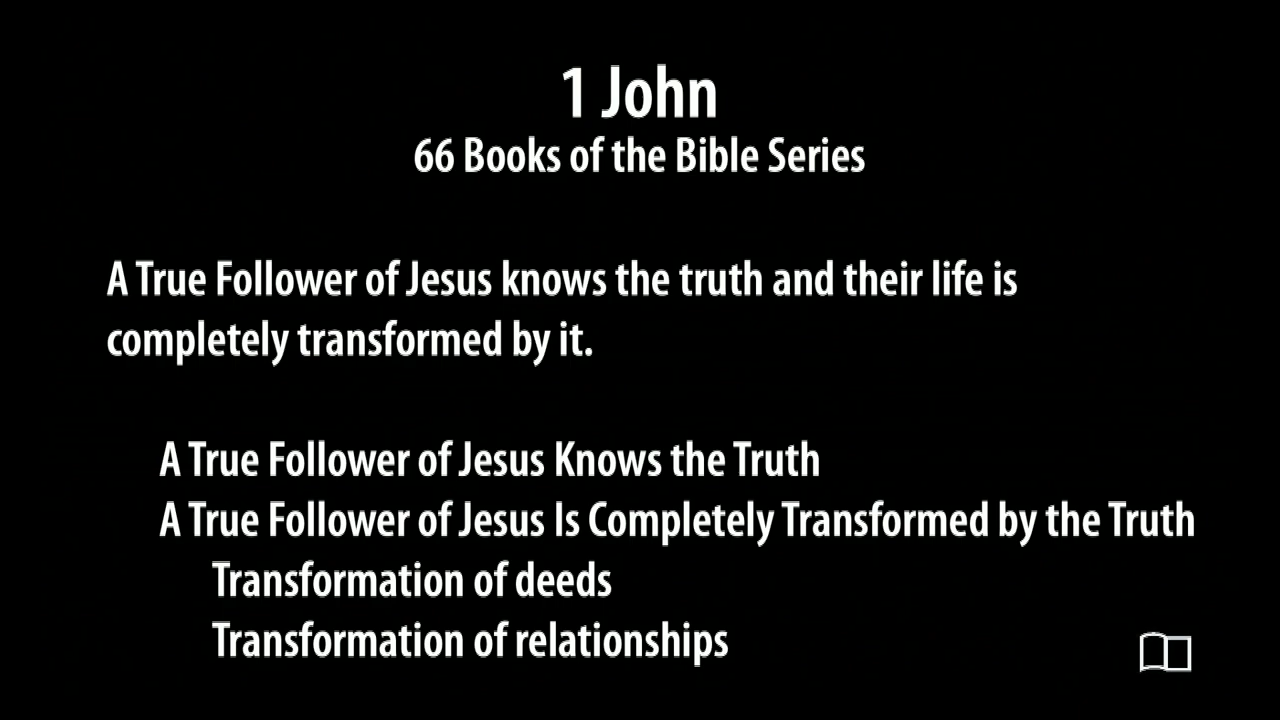 1 John
66 Books of the Bible Series
A True Follower of Jesus knows the truth and their life is
completely transformed by it.
A True Follower of Jesus Knows the Truth
A True Follower of Jesus Is Completely Transformed by the Truth
Transformation of deeds
Transformation of relationships